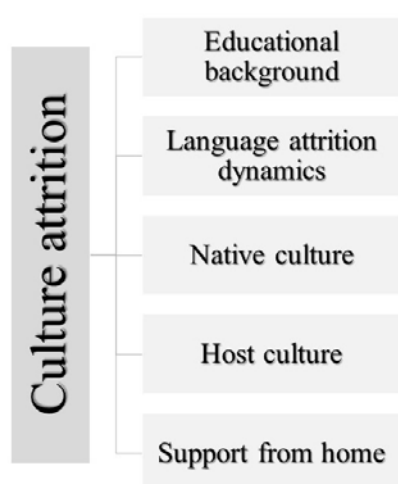 Culture attrition
Educational
background
Language attrition
dynamics
Native culture
Host culture
Support from home